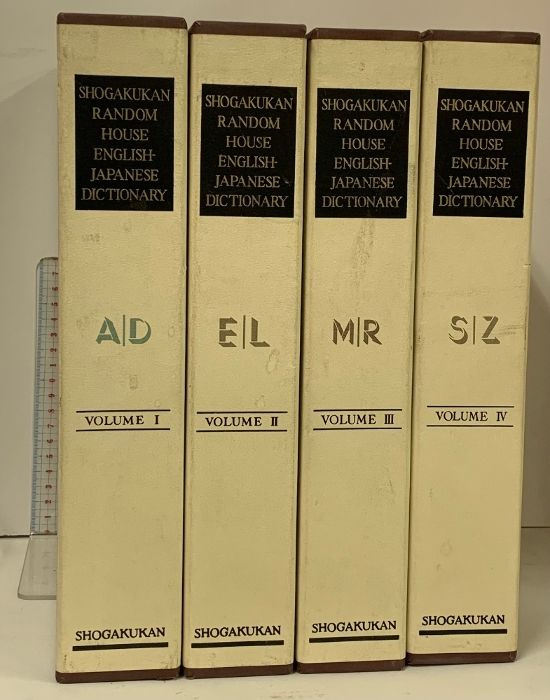 SHOGAKUKAN
RANDOM
HOUSE
ENGLISH-
JAPANESE
DICTIONARY
A|D
VOLUME I
SHOGAKUKAN
SHOGAKUKAN
RANDOM
HOUSE
ENGLISH-
JAPANESE
DICTIONARY
E|L
VOLUME II
SHOGAKUKAN
SHOGAKUKAN
RANDOM
HOUSE
ENGLISH-
JAPANESE
DICTIONARY
M|R
VOLUME III
SHOGAKUKAN
SHOGAKUKAN
RANDOM
HOUSE
ENGLISH-
JAPANESE
DICTIONARY
S|Z
VOLUME IV
SHOGAKUKAN